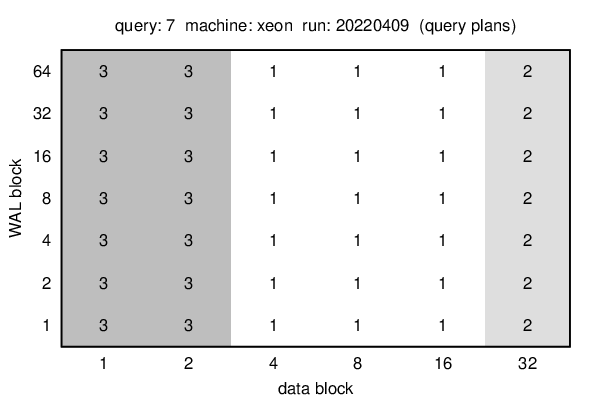 query: 7 machine: xeon run: 20220409 (query plans)
WAL block
64 3 3 1 1 1 2
32 3 3 1 1 1 2
16 3 3 1 1 1 2
8 3 3 1 1 1 2
4 3 3 1 1 1 2
2 3 3 1 1 1 2
1 3 3 1 1 1 2
1 2 4 8 16 32
data block